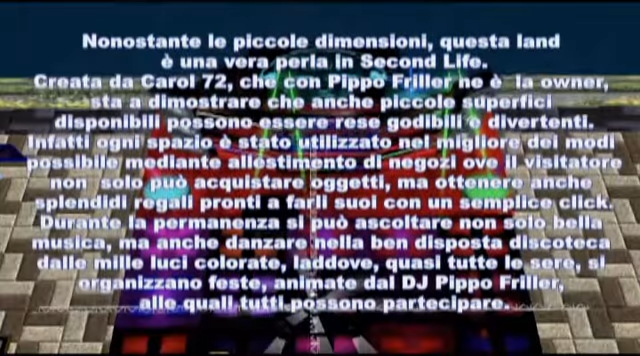 Nonostante le piccole dimensioni, questa land
è una vera perla in Second Life.
Creata da Carol 72, che con Pippo Friller ne è la owner,
sta a dimostrare che anche piccole superfici
disponibili possono essere rese godibili e divertenti.
Infatti ogni spazio è stato utilizzato nel migliore dei modi
possibile mediante allestimento di negozi ove il visitatore
non solo può acquistare oggetti, ma ottenere anche
splendidi regali pronti a farli suoi con un semplice click.
Durante la permanenza si può ascoltare non solo bella
musica, ma anche danzare nella ben disposta discoteca
dalle mille luci colorate, laddove, quasi tutte le sere, si
organizzano feste, animate dal DJ Pippo Friller,
alle quali tutti possono partecipare.